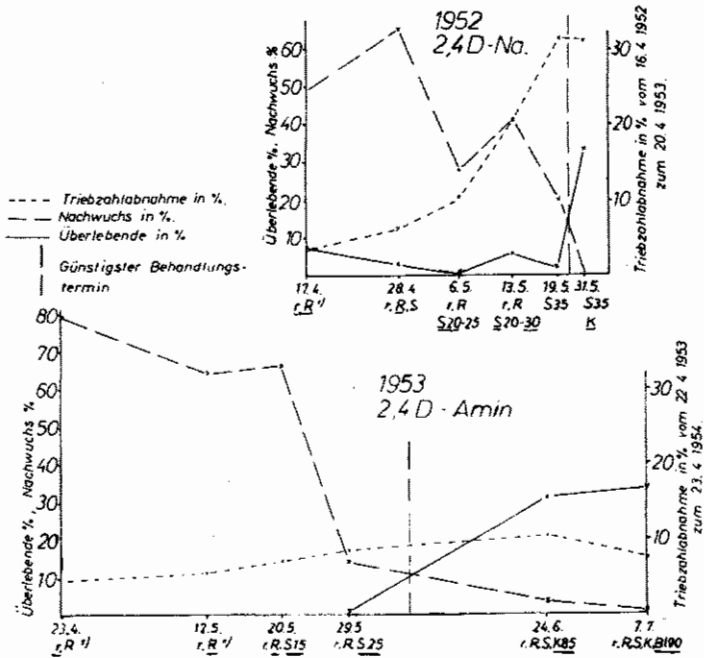 1952
2,4 D-Na.
Überlebende %, Nachwuchs %
60
50
40
30
20
10
30
20
10
Triebzahlabnahme in % vom 16.4 1952
zum 20.4 1953.
17.4. 28.4 6.5. 13.5. 19.5 31.5.
r,R¹⁾ r,R,S r,R r,R S35 S35
S20-25 S20-30 K
Triebzahlabnahme in %.
Nachwuchs in %.
Überlebende in %
Günstigster Behandlungs-
termin
1953
2,4 D - Amin
Überlebende %, Nachwuchs %
80
70
60
50
40
30
20
10
30
20
10
Triebzahlabnahme in % vom 22 4 1953
zum 23.4 1954.
23.4. 12.5. 20.5. 29.5 24.6. 7.7.
r,R¹⁾ r,R¹⁾ r,R,S15 r,R,S25 r,R,S,K85 r,R,S,K,Bl90